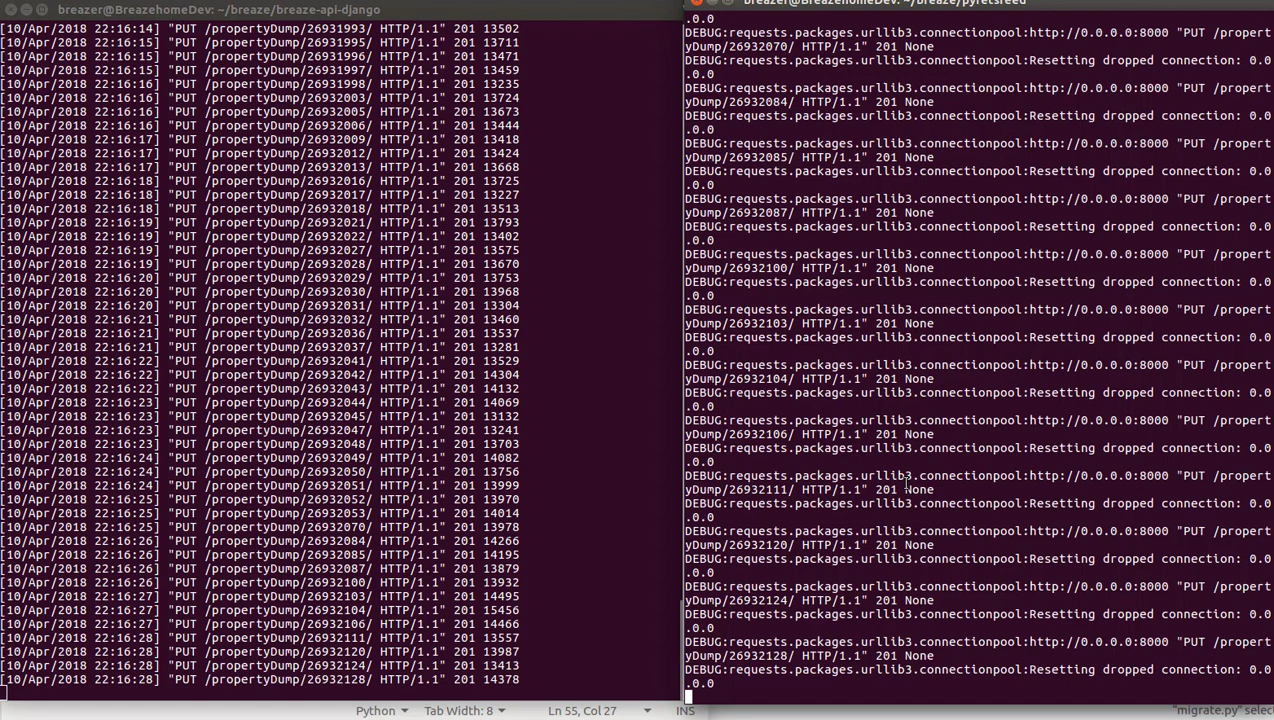 breazer@BreazehomeDev: ~/breaze/breaze-api-django
[10/Apr/2018 22:16:14] "PUT /propertyDump/26931993/ HTTP/1.1" 201 13502
[10/Apr/2018 22:16:15] "PUT /propertyDump/26931995/ HTTP/1.1" 201 13711
[10/Apr/2018 22:16:15] "PUT /propertyDump/26931996/ HTTP/1.1" 201 13471
[10/Apr/2018 22:16:15] "PUT /propertyDump/26931997/ HTTP/1.1" 201 13459
[10/Apr/2018 22:16:16] "PUT /propertyDump/26931998/ HTTP/1.1" 201 13235
[10/Apr/2018 22:16:16] "PUT /propertyDump/26932003/ HTTP/1.1" 201 13724
[10/Apr/2018 22:16:16] "PUT /propertyDump/26932005/ HTTP/1.1" 201 13673
[10/Apr/2018 22:16:16] "PUT /propertyDump/26932006/ HTTP/1.1" 201 13444
[10/Apr/2018 22:16:17] "PUT /propertyDump/26932009/ HTTP/1.1" 201 13418
[10/Apr/2018 22:16:17] "PUT /propertyDump/26932012/ HTTP/1.1" 201 13424
[10/Apr/2018 22:16:17] "PUT /propertyDump/26932013/ HTTP/1.1" 201 13668
[10/Apr/2018 22:16:18] "PUT /propertyDump/26932016/ HTTP/1.1" 201 13725
[10/Apr/2018 22:16:18] "PUT /propertyDump/26932017/ HTTP/1.1" 201 13227
[10/Apr/2018 22:16:18] "PUT /propertyDump/26932018/ HTTP/1.1" 201 13513
[10/Apr/2018 22:16:19] "PUT /propertyDump/26932021/ HTTP/1.1" 201 13793
[10/Apr/2018 22:16:19] "PUT /propertyDump/26932022/ HTTP/1.1" 201 13402
[10/Apr/2018 22:16:19] "PUT /propertyDump/26932027/ HTTP/1.1" 201 13575
[10/Apr/2018 22:16:19] "PUT /propertyDump/26932028/ HTTP/1.1" 201 13670
[10/Apr/2018 22:16:20] "PUT /propertyDump/26932029/ HTTP/1.1" 201 13753
[10/Apr/2018 22:16:20] "PUT /propertyDump/26932030/ HTTP/1.1" 201 13968
[10/Apr/2018 22:16:20] "PUT /propertyDump/26932031/ HTTP/1.1" 201 13304
[10/Apr/2018 22:16:21] "PUT /propertyDump/26932032/ HTTP/1.1" 201 13460
[10/Apr/2018 22:16:21] "PUT /propertyDump/26932036/ HTTP/1.1" 201 13537
[10/Apr/2018 22:16:21] "PUT /propertyDump/26932037/ HTTP/1.1" 201 13281
[10/Apr/2018 22:16:22] "PUT /propertyDump/26932041/ HTTP/1.1" 201 13529
[10/Apr/2018 22:16:22] "PUT /propertyDump/26932042/ HTTP/1.1" 201 14304
[10/Apr/2018 22:16:22] "PUT /propertyDump/26932043/ HTTP/1.1" 201 14132
[10/Apr/2018 22:16:23] "PUT /propertyDump/26932044/ HTTP/1.1" 201 14069
[10/Apr/2018 22:16:23] "PUT /propertyDump/26932045/ HTTP/1.1" 201 13132
[10/Apr/2018 22:16:23] "PUT /propertyDump/26932047/ HTTP/1.1" 201 13241
[10/Apr/2018 22:16:23] "PUT /propertyDump/26932048/ HTTP/1.1" 201 13703
[10/Apr/2018 22:16:24] "PUT /propertyDump/26932049/ HTTP/1.1" 201 14082
[10/Apr/2018 22:16:24] "PUT /propertyDump/26932050/ HTTP/1.1" 201 13756
[10/Apr/2018 22:16:24] "PUT /propertyDump/26932051/ HTTP/1.1" 201 13999
[10/Apr/2018 22:16:25] "PUT /propertyDump/26932052/ HTTP/1.1" 201 13970
[10/Apr/2018 22:16:25] "PUT /propertyDump/26932053/ HTTP/1.1" 201 14014
[10/Apr/2018 22:16:25] "PUT /propertyDump/26932070/ HTTP/1.1" 201 13978
[10/Apr/2018 22:16:26] "PUT /propertyDump/26932084/ HTTP/1.1" 201 14266
[10/Apr/2018 22:16:26] "PUT /propertyDump/26932085/ HTTP/1.1" 201 14195
[10/Apr/2018 22:16:26] "PUT /propertyDump/26932087/ HTTP/1.1" 201 13879
[10/Apr/2018 22:16:26] "PUT /propertyDump/26932100/ HTTP/1.1" 201 13932
[10/Apr/2018 22:16:27] "PUT /propertyDump/26932103/ HTTP/1.1" 201 14495
[10/Apr/2018 22:16:27] "PUT /propertyDump/26932104/ HTTP/1.1" 201 15456
[10/Apr/2018 22:16:27] "PUT /propertyDump/26932106/ HTTP/1.1" 201 14466
[10/Apr/2018 22:16:28] "PUT /propertyDump/26932111/ HTTP/1.1" 201 13557
[10/Apr/2018 22:16:28] "PUT /propertyDump/26932120/ HTTP/1.1" 201 13987
[10/Apr/2018 22:16:28] "PUT /propertyDump/26932124/ HTTP/1.1" 201 13413
[10/Apr/2018 22:16:28] "PUT /propertyDump/26932128/ HTTP/1.1" 201 14378
breazer@BreazehomeDev: ~/breaze/pyretsfeed
.0.0
DEBUG:requests.packages.urllib3.connectionpool:http://0.0.0.0:8000 "PUT /propert
yDump/26932070/ HTTP/1.1" 201 None
DEBUG:requests.packages.urllib3.connectionpool:Resetting dropped connection: 0.0
.0.0
DEBUG:requests.packages.urllib3.connectionpool:http://0.0.0.0:8000 "PUT /propert
yDump/26932084/ HTTP/1.1" 201 None
DEBUG:requests.packages.urllib3.connectionpool:Resetting dropped connection: 0.0
.0.0
DEBUG:requests.packages.urllib3.connectionpool:http://0.0.0.0:8000 "PUT /propert
yDump/26932085/ HTTP/1.1" 201 None
DEBUG:requests.packages.urllib3.connectionpool:Resetting dropped connection: 0.0
.0.0
DEBUG:requests.packages.urllib3.connectionpool:http://0.0.0.0:8000 "PUT /propert
yDump/26932087/ HTTP/1.1" 201 None
DEBUG:requests.packages.urllib3.connectionpool:Resetting dropped connection: 0.0
.0.0
DEBUG:requests.packages.urllib3.connectionpool:http://0.0.0.0:8000 "PUT /propert
yDump/26932100/ HTTP/1.1" 201 None
DEBUG:requests.packages.urllib3.connectionpool:Resetting dropped connection: 0.0
.0.0
DEBUG:requests.packages.urllib3.connectionpool:http://0.0.0.0:8000 "PUT /propert
yDump/26932103/ HTTP/1.1" 201 None
DEBUG:requests.packages.urllib3.connectionpool:Resetting dropped connection: 0.0
.0.0
DEBUG:requests.packages.urllib3.connectionpool:http://0.0.0.0:8000 "PUT /propert
yDump/26932104/ HTTP/1.1" 201 None
DEBUG:requests.packages.urllib3.connectionpool:Resetting dropped connection: 0.0
.0.0
DEBUG:requests.packages.urllib3.connectionpool:http://0.0.0.0:8000 "PUT /propert
yDump/26932106/ HTTP/1.1" 201 None
DEBUG:requests.packages.urllib3.connectionpool:Resetting dropped connection: 0.0
.0.0
DEBUG:requests.packages.urllib3.connectionpool:http://0.0.0.0:8000 "PUT /propert
yDump/26932111/ HTTP/1.1" 201 None
DEBUG:requests.packages.urllib3.connectionpool:Resetting dropped connection: 0.0
.0.0
DEBUG:requests.packages.urllib3.connectionpool:http://0.0.0.0:8000 "PUT /propert
yDump/26932120/ HTTP/1.1" 201 None
DEBUG:requests.packages.urllib3.connectionpool:Resetting dropped connection: 0.0
.0.0
DEBUG:requests.packages.urllib3.connectionpool:http://0.0.0.0:8000 "PUT /propert
yDump/26932124/ HTTP/1.1" 201 None
DEBUG:requests.packages.urllib3.connectionpool:Resetting dropped connection: 0.0
.0.0
DEBUG:requests.packages.urllib3.connectionpool:http://0.0.0.0:8000 "PUT /propert
yDump/26932128/ HTTP/1.1" 201 None
DEBUG:requests.packages.urllib3.connectionpool:Resetting dropped connection: 0.0
.0.0
Python Tab Width: 8 Ln 55, Col 27 INS
"migrate.py" selec